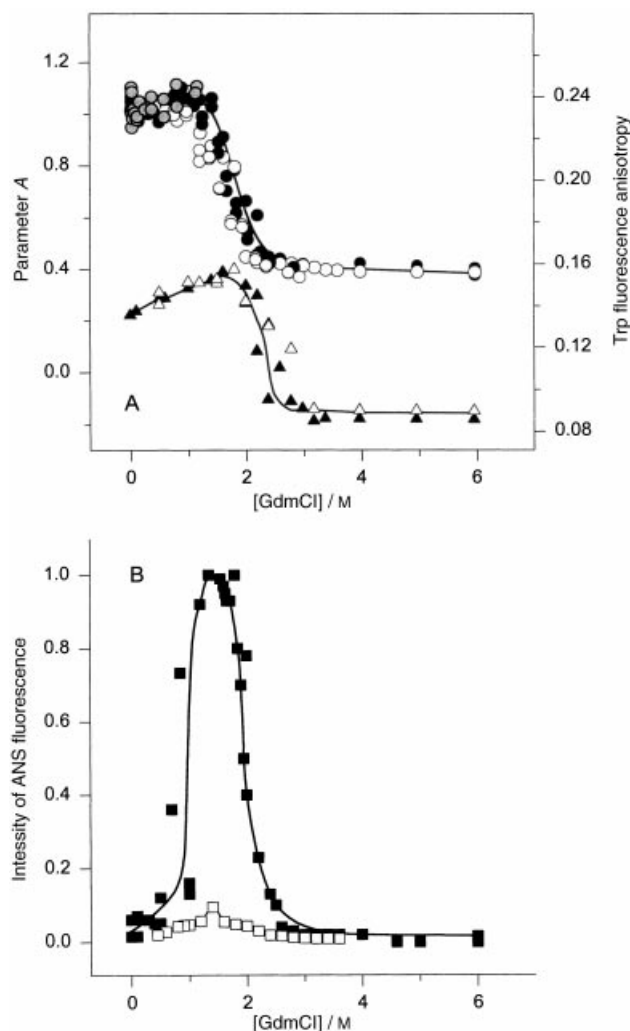 1.2
0.8
0.4
0.0
Parameter A
A
0.24
0.20
0.16
0.12
0.08
Trp fluorescence anisotropy
0 2 4 6
[GdmCl] / M
B
1.0
0.8
0.6
0.4
0.2
0.0
Intessity of ANS fluorescence
0 2 4 6
[GdmCl] / M